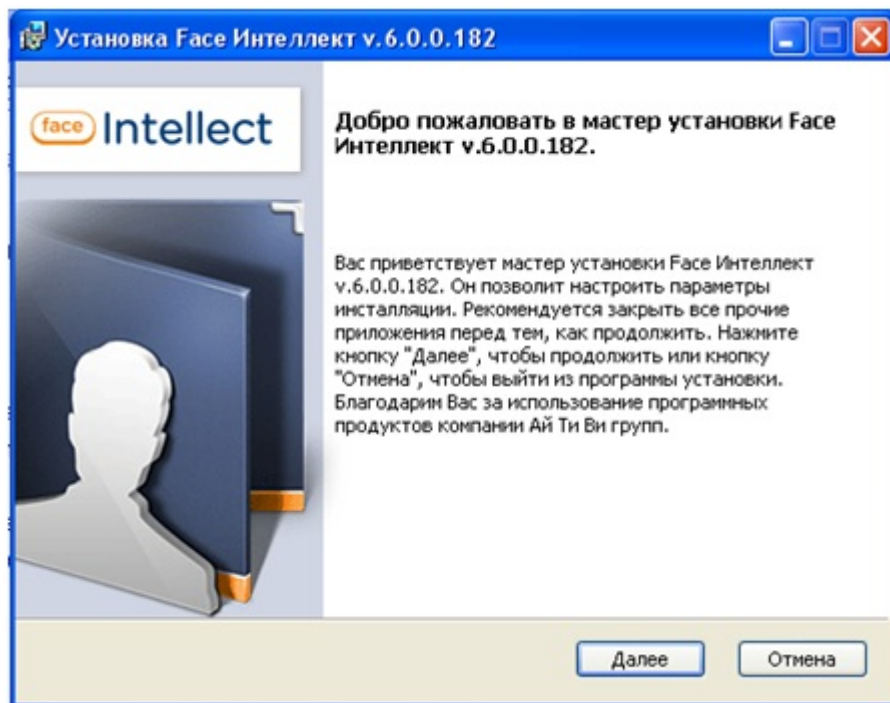 Установка Face Интеллект v.6.0.0.182
face Intellect
Добро пожаловать в мастер установки Face
Интеллект v.6.0.0.182.
Вас приветствует мастер установки Face Интеллект
v.6.0.0.182. Он позволит настроить параметры
инсталляции. Рекомендуется закрыть все прочие
приложения перед тем, как продолжить. Нажмите
кнопку "Далее", чтобы продолжить или кнопку
"Отмена", чтобы выйти из программы установки.
Благодарим Вас за использование программных
продуктов компании Ай Ти Ви групп.
Далее
Отмена